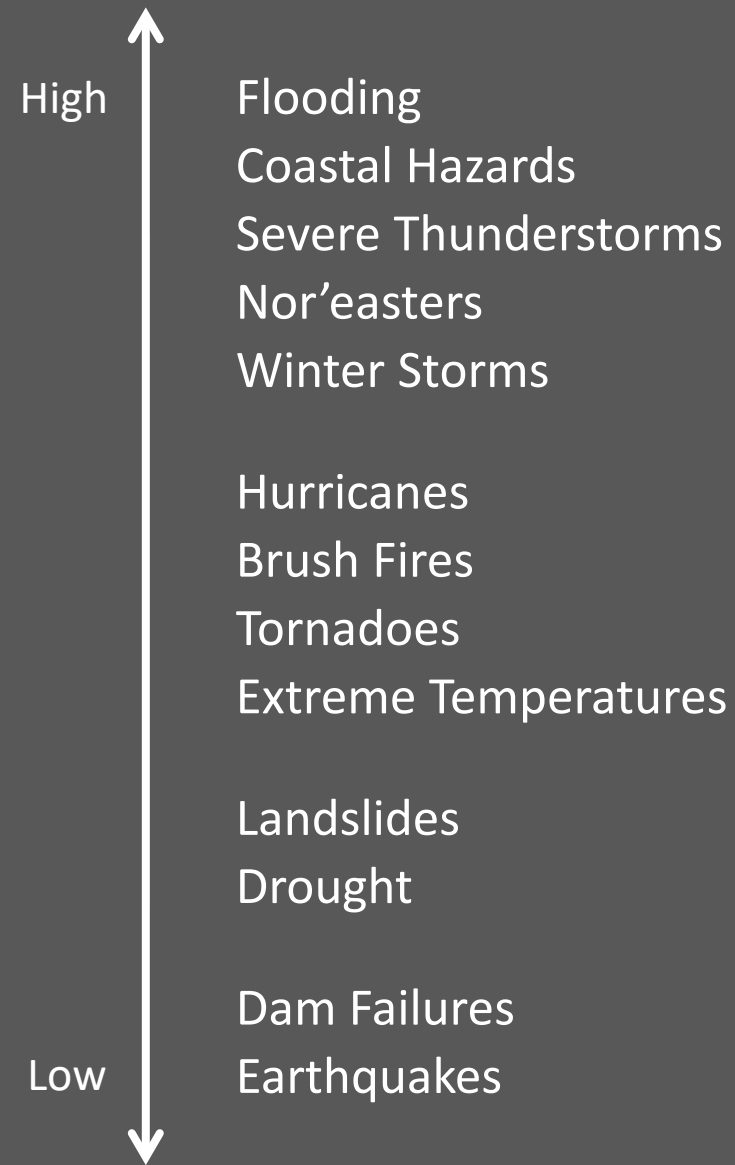 High
Flooding
Coastal Hazards
Severe Thunderstorms
Nor’easters
Winter Storms
Hurricanes
Brush Fires
Tornadoes
Extreme Temperatures
Landslides
Drought
Dam Failures
Low
Earthquakes